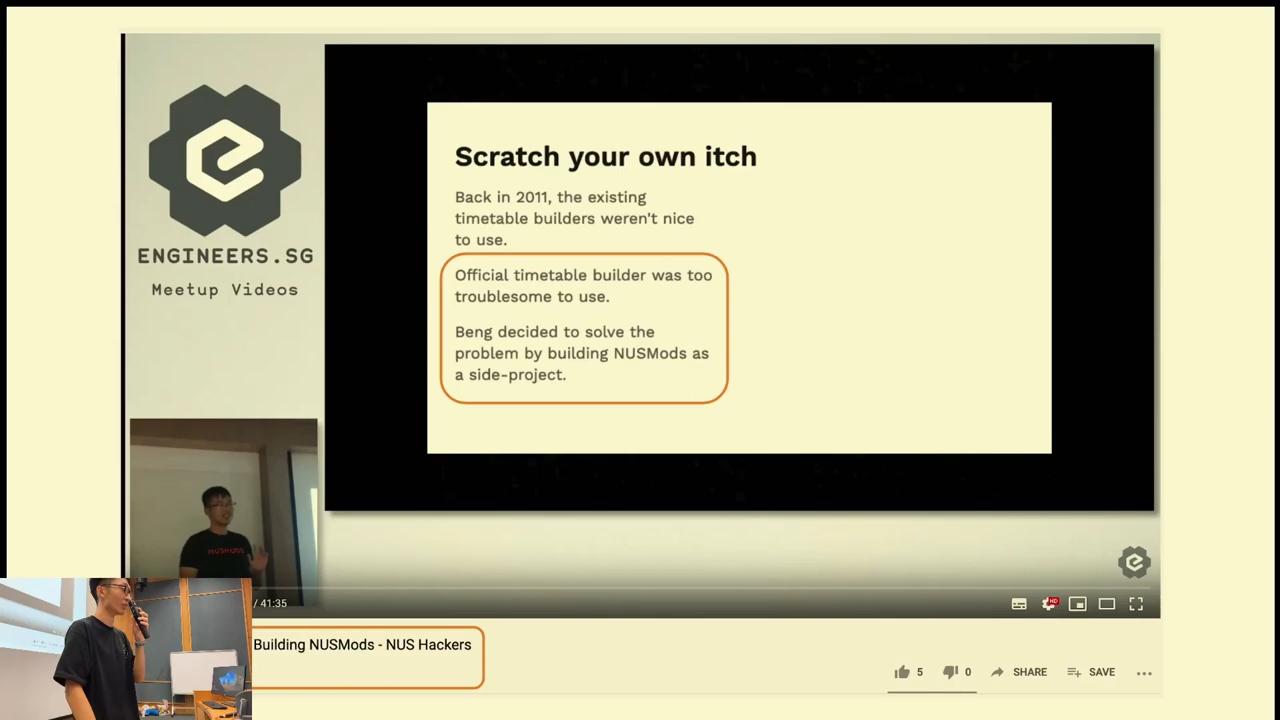 ENGINEERS.SG
Meetup Videos
Scratch your own itch
Back in 2011, the existing
timetable builders weren't nice
to use.
Official timetable builder was too
troublesome to use.
Beng decided to solve the
problem by building NUSMods as
a side-project.
NUSMODS
/ 41:35
HD
Building NUSMods - NUS Hackers
5
0
SHARE
SAVE